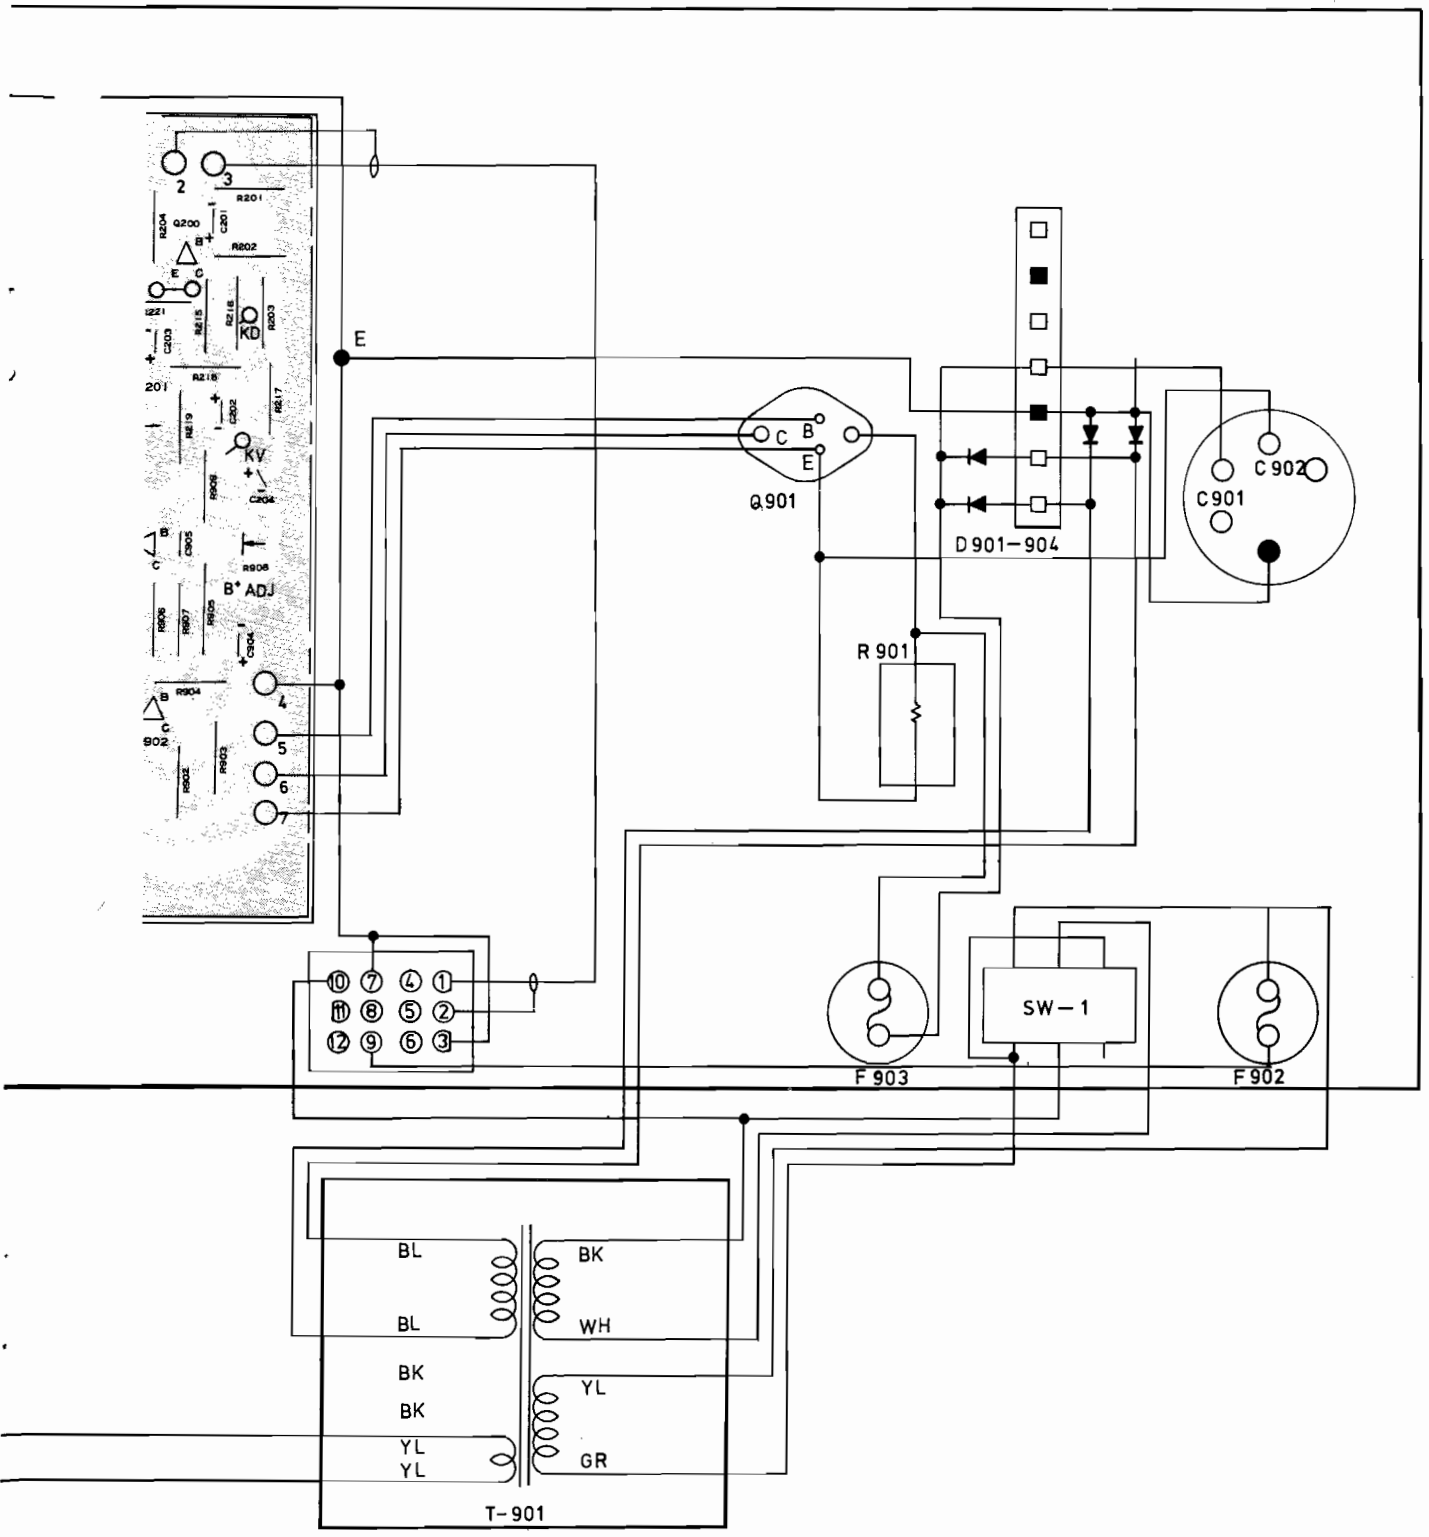 2
3
R201
R204
Q200
C201
B
+
R202
E
C
R221
R215
R216
KD
R203
C203
+
E
201
R218
C202
+
R217
R219
KV
+
C204
R909
C
B
E
Q901
C902
C901
D901-904
B
C905
C
R908
B+ ADJ
R906
R907
R905
C904
+
R901
R904
B
C
4
902
R903
R902
5
6
7
10 7 4 1
11 8 5 2
12 9 6 3
SW-1
F903
F902
BL
BK
BL
WH
BK
YL
BK
YL
GR
YL
T-901